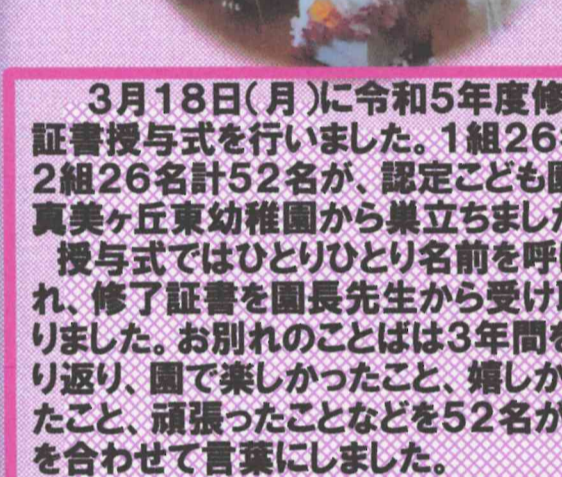 3月18日(月)に令和5年度修
証書授与式を行いました。1組26
2組26名計52名が、認定こども園
真美ヶ丘東幼稚園から巣立ちました
授与式ではひとりひとり名前を呼ば
れ、修了証書を園長先生から受け取
りました。お別れのことばは3年間を
り返り、園で楽しかったこと、嬉しか
たこと、頑張ったことなどを52名が
を合わせて言葉にしました。